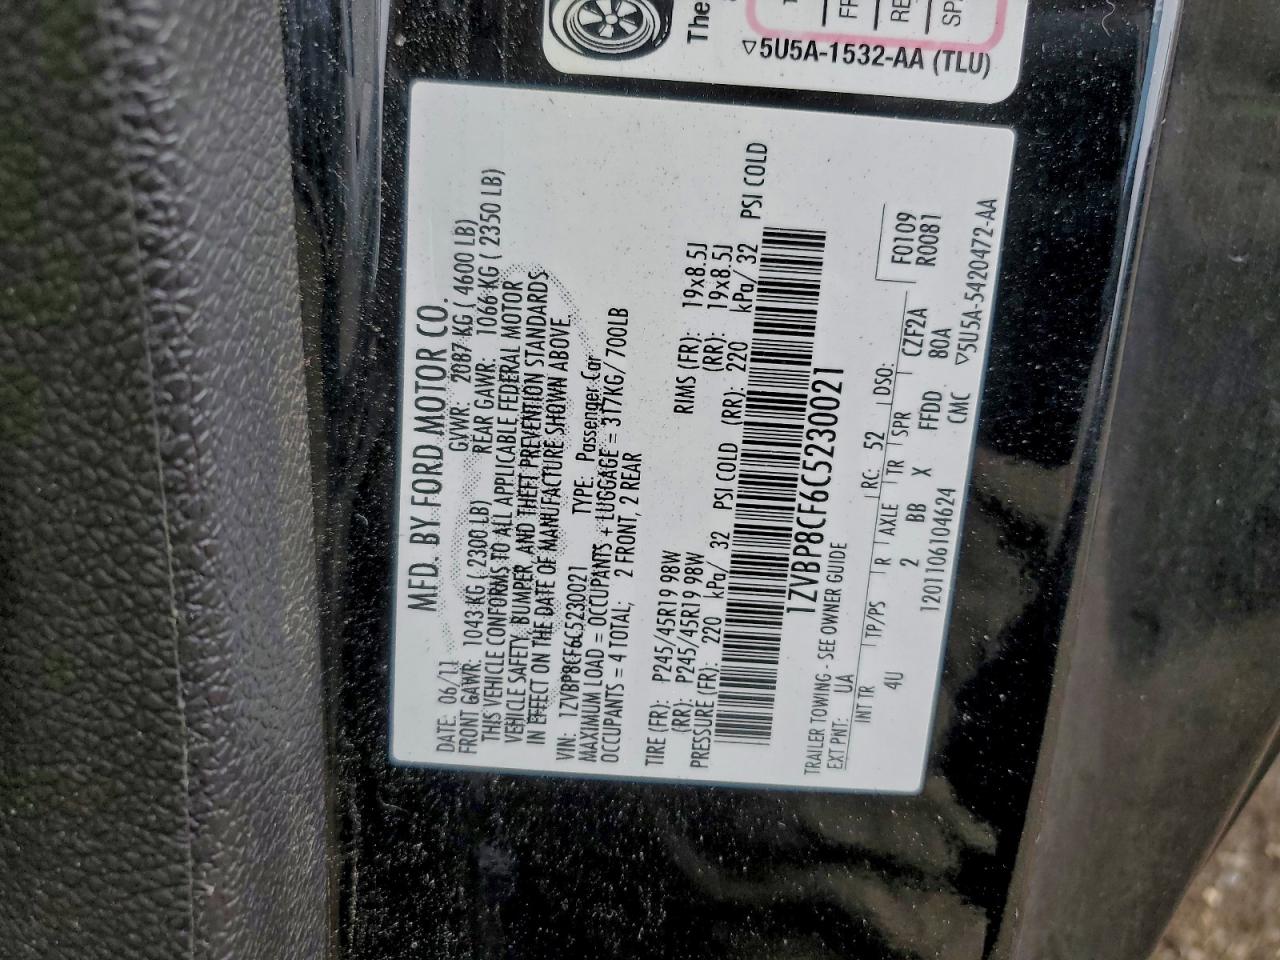 The
FR
RE
SP
▽5U5A-1532-AA (TLU)
MFD. BY FORD MOTOR CO.
DATE: 06/11 GVWR: 2087 KG ( 4600 LB)
FRONT GAWR: 1043 KG ( 2300 LB) REAR GAWR: 1066 KG ( 2350 LB)
THIS VEHICLE CONFORMS TO ALL APPLICABLE FEDERAL MOTOR
VEHICLE SAFETY, BUMPER, AND THEFT PREVENTION STANDARDS
IN EFFECT ON THE DATE OF MANUFACTURE SHOWN ABOVE.
VIN: 1ZVBP8CF6C5230021 TYPE: Passenger Car
MAXIMUM LOAD = OCCUPANTS + LUGGAGE = 317KG/700LB
OCCUPANTS = 4 TOTAL, 2 FRONT, 2 REAR
TIRE (FR): P245/45R19 98W RIMS (FR): 19x8.5J
(RR): P245/45R19 98W (RR): 19x8.5J
PRESSURE (FR): 220 kPa/ 32 PSI COLD (RR): 220 kPa/ 32 PSI COLD
1ZVBP8CF6C5230021
TRAILER TOWING - SEE OWNER GUIDE
EXT PNT: UA RC: 52 DSO: F0109
INT TR TP/PS R AXLE TR SPR CZF2A R0081
4U 2 BB X FFDD 80A
1201106104624 CMC ▽5U5A-5420472-AA